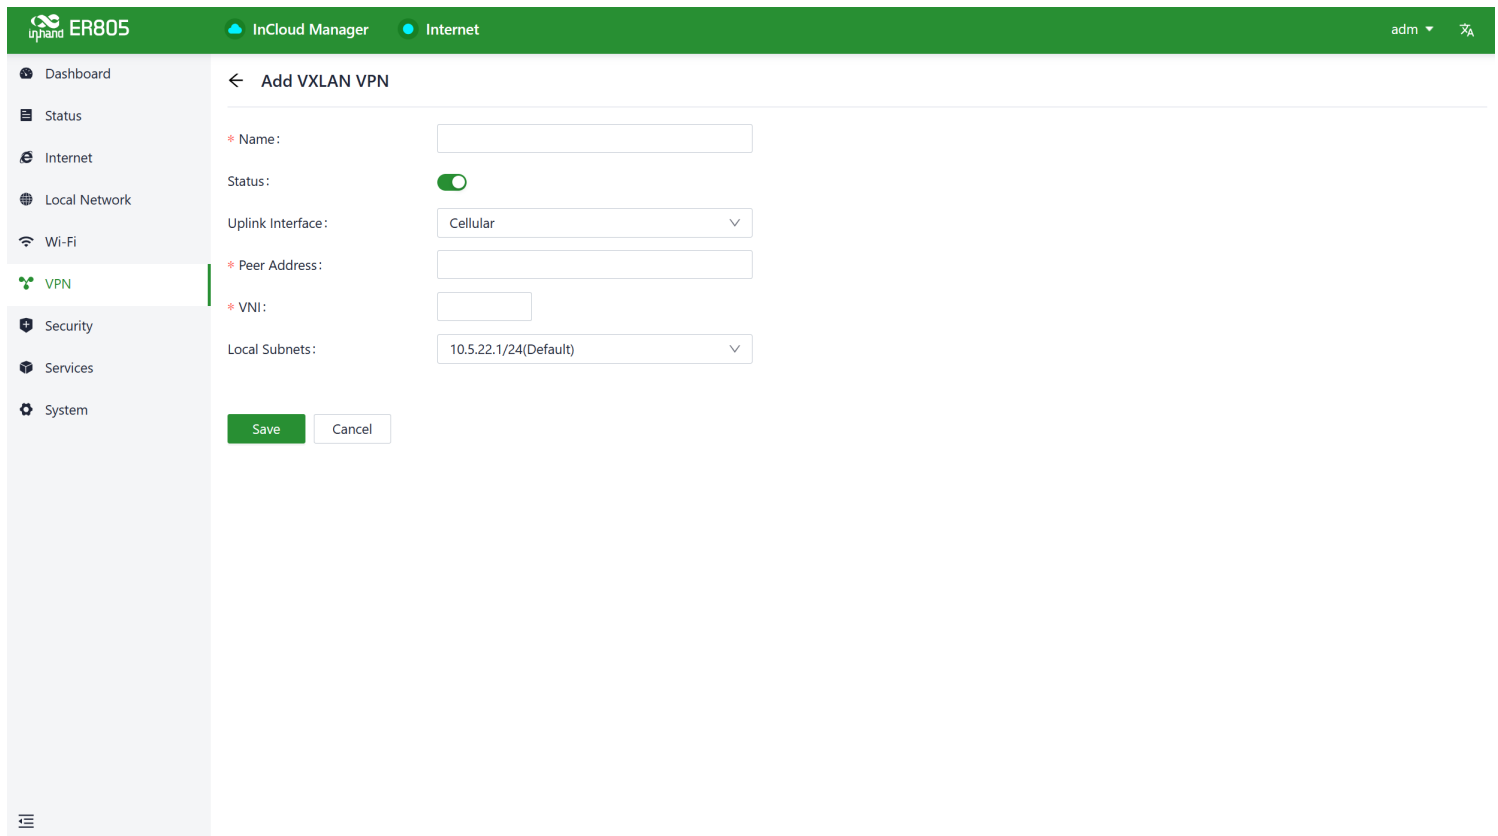 inhand ER805
InCloud Manager
Internet
adm
Dashboard
Status
Internet
Local Network
Wi-Fi
VPN
Security
Services
System
Add VXLAN VPN
* Name:
Status:
Uplink Interface: Cellular
* Peer Address:
* VNI:
Local Subnets: 10.5.22.1/24(Default)
Save Cancel